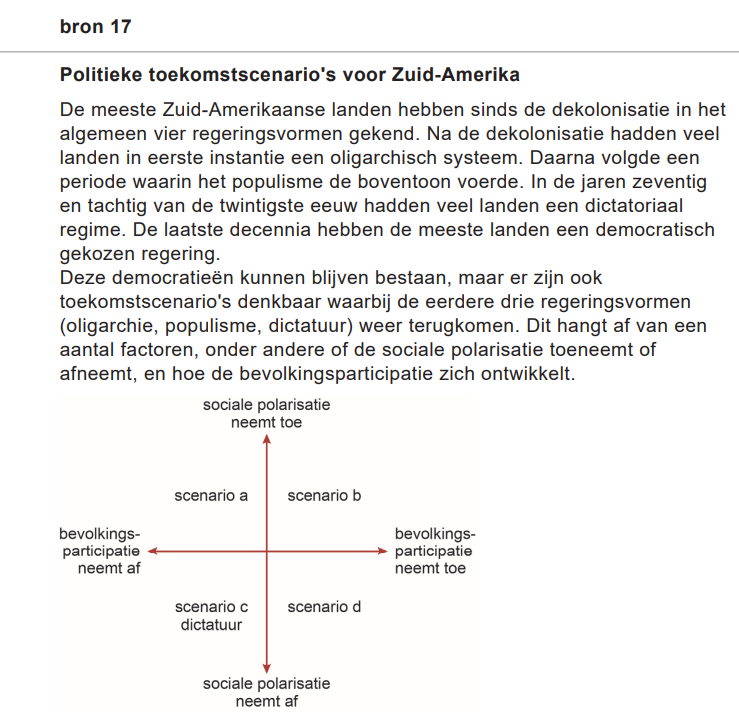 bron 17
Politieke toekomstscenario's voor Zuid-Amerika
De meeste Zuid-Amerikaanse landen hebben sinds de dekolonisatie in het
algemeen vier regeringsvormen gekend. Na de dekolonisatie hadden veel
landen in eerste instantie een oligarchisch systeem. Daarna volgde een
periode waarin het populisme de boventoon voerde. In de jaren zeventig
en tachtig van de twintigste eeuw hadden veel landen een dictatoriaal
regime. De laatste decennia hebben de meeste landen een democratisch
gekozen regering.
Deze democratieën kunnen blijven bestaan, maar er zijn ook
toekomstscenario's denkbaar waarbij de eerdere drie regeringsvormen
(oligarchie, populisme, dictatuur) weer terugkomen. Dit hangt af van een
aantal factoren, onder andere of de sociale polarisatie toeneemt of
afneemt, en hoe de bevolkingsparticipatie zich ontwikkelt.
sociale polarisatie
neemt toe
scenario a
scenario b
bevolkings-
participatie
neemt af
bevolkings-
participatie
neemt toe
scenario c
dictatuur
scenario d
sociale polarisatie
neemt af